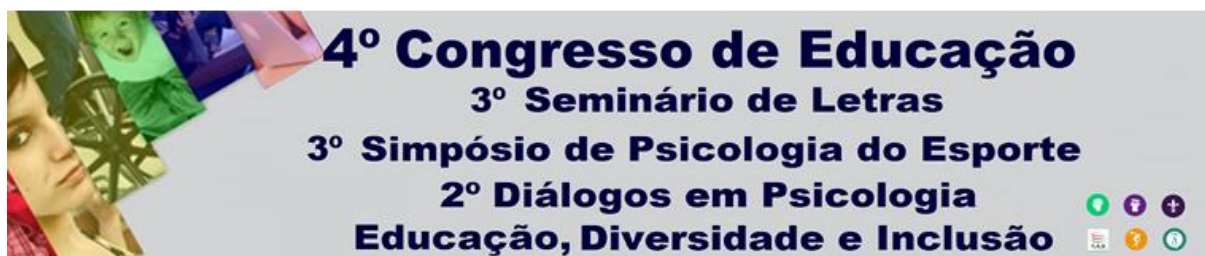 4º Congresso de Educação
3º Seminário de Letras
3º Simpósio de Psicologia do Esporte
2º Diálogos em Psicologia
Educação, Diversidade e Inclusão